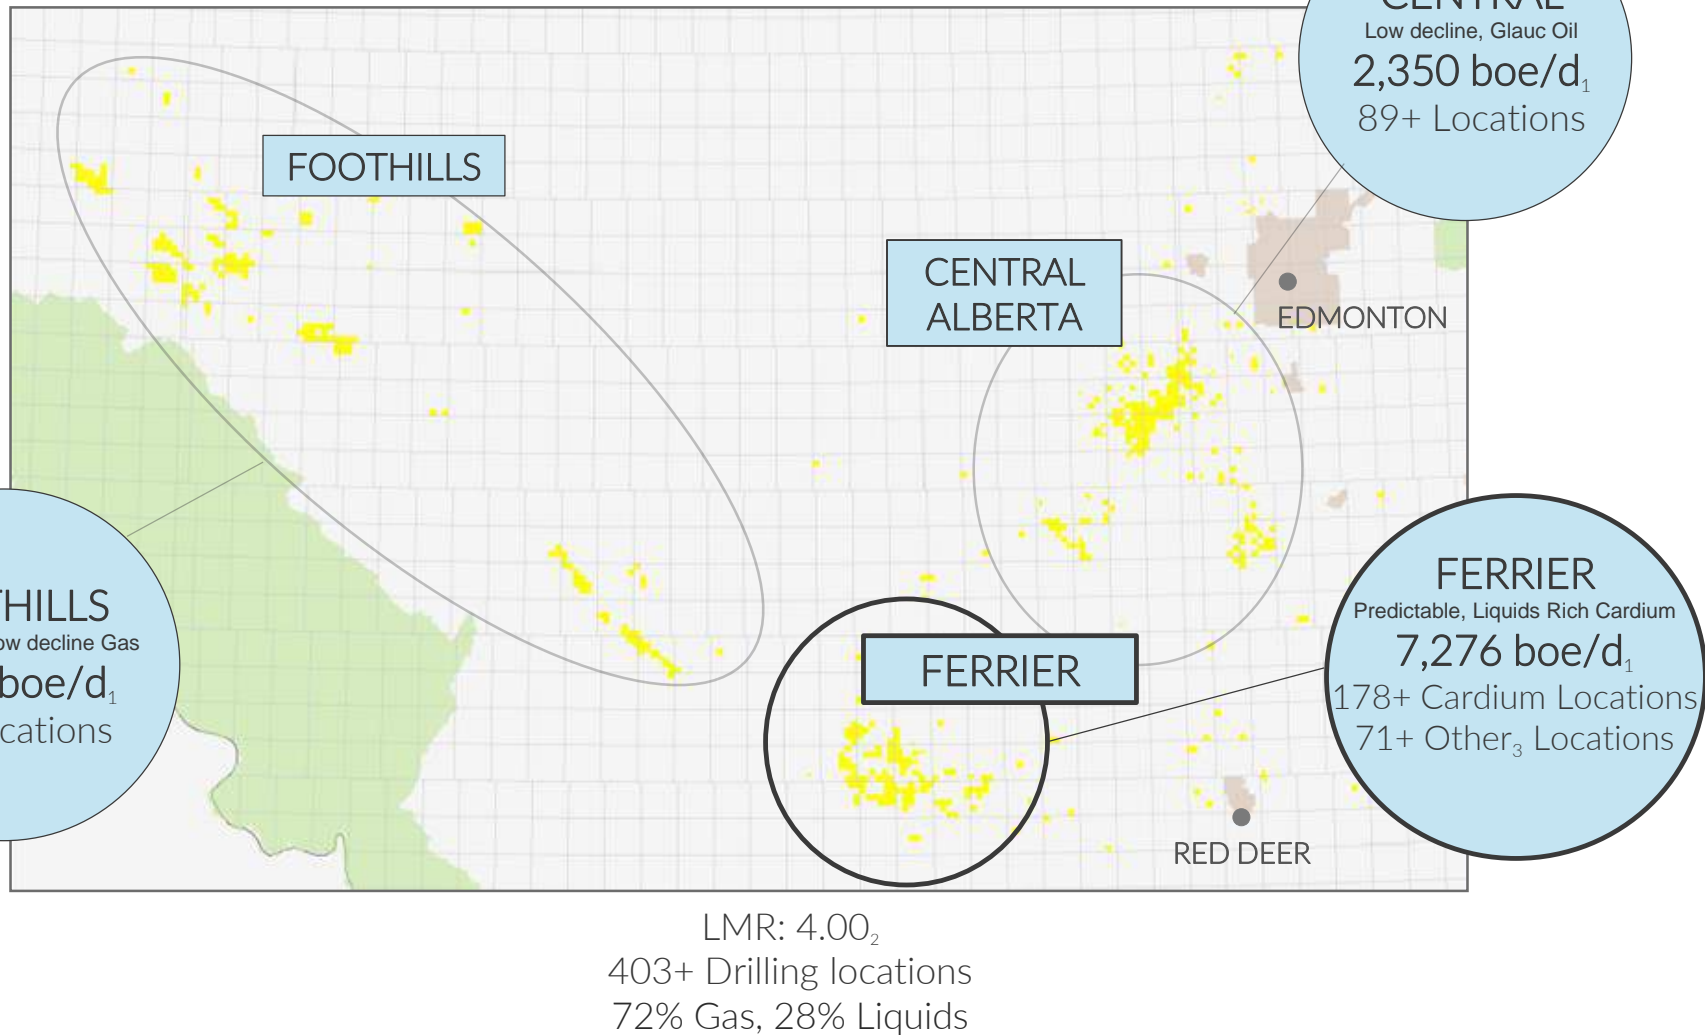 CENTRAL
Low decline, Glauc Oil
2,350 boe/d₁
89+ Locations
FOOTHILLS
CENTRAL
ALBERTA
EDMONTON
THILLS
ow decline Gas
boe/d₁
cations
FERRIER
FERRIER
Predictable, Liquids Rich Cardium
7,276 boe/d₁
178+ Cardium Locations
71+ Other₃ Locations
RED DEER
LMR: 4.00₂
403+ Drilling locations
72% Gas, 28% Liquids